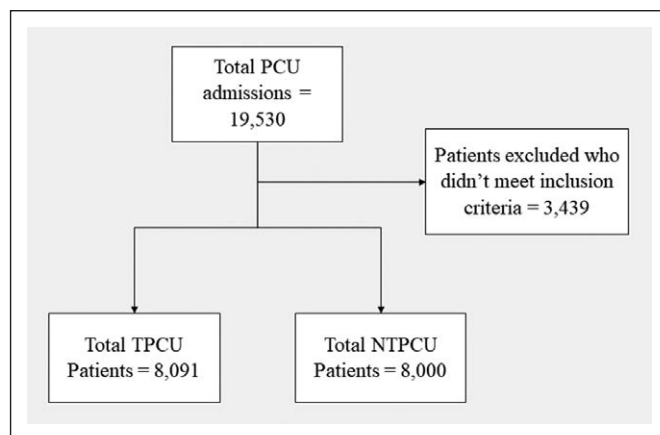 Total PCU
admissions =
19,530
Patients excluded who
didn’t meet inclusion
criteria = 3,439
Total TPCU
Patients = 8,091
Total NTPCU
Patients = 8,000